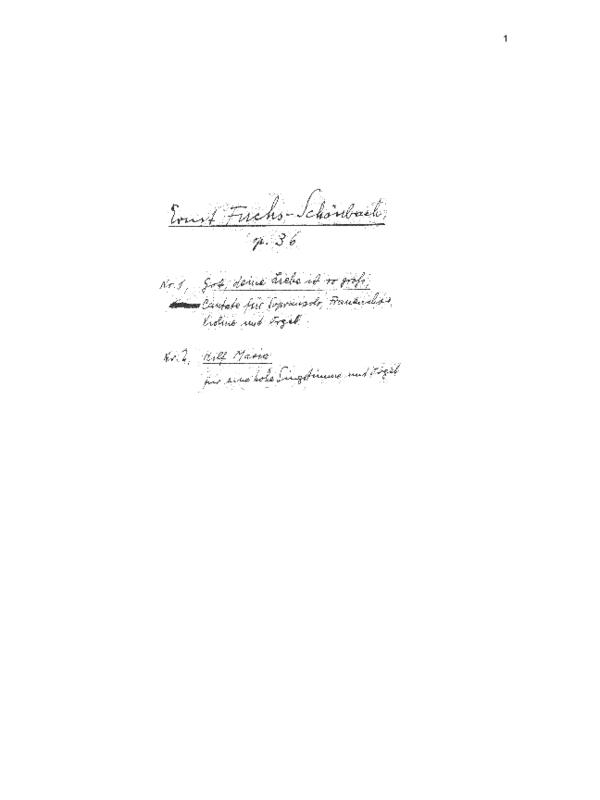 1
Ernst Fuchs-Schönbach,
op. 36
Nr. 1, Gott, deine Liebe ist so groß,
Cantate für Sopransolo, Frauenchor,
Violine und Orgel.
Nr. 2, Hilf Maria
für eine hohe Singstimme und Orgel